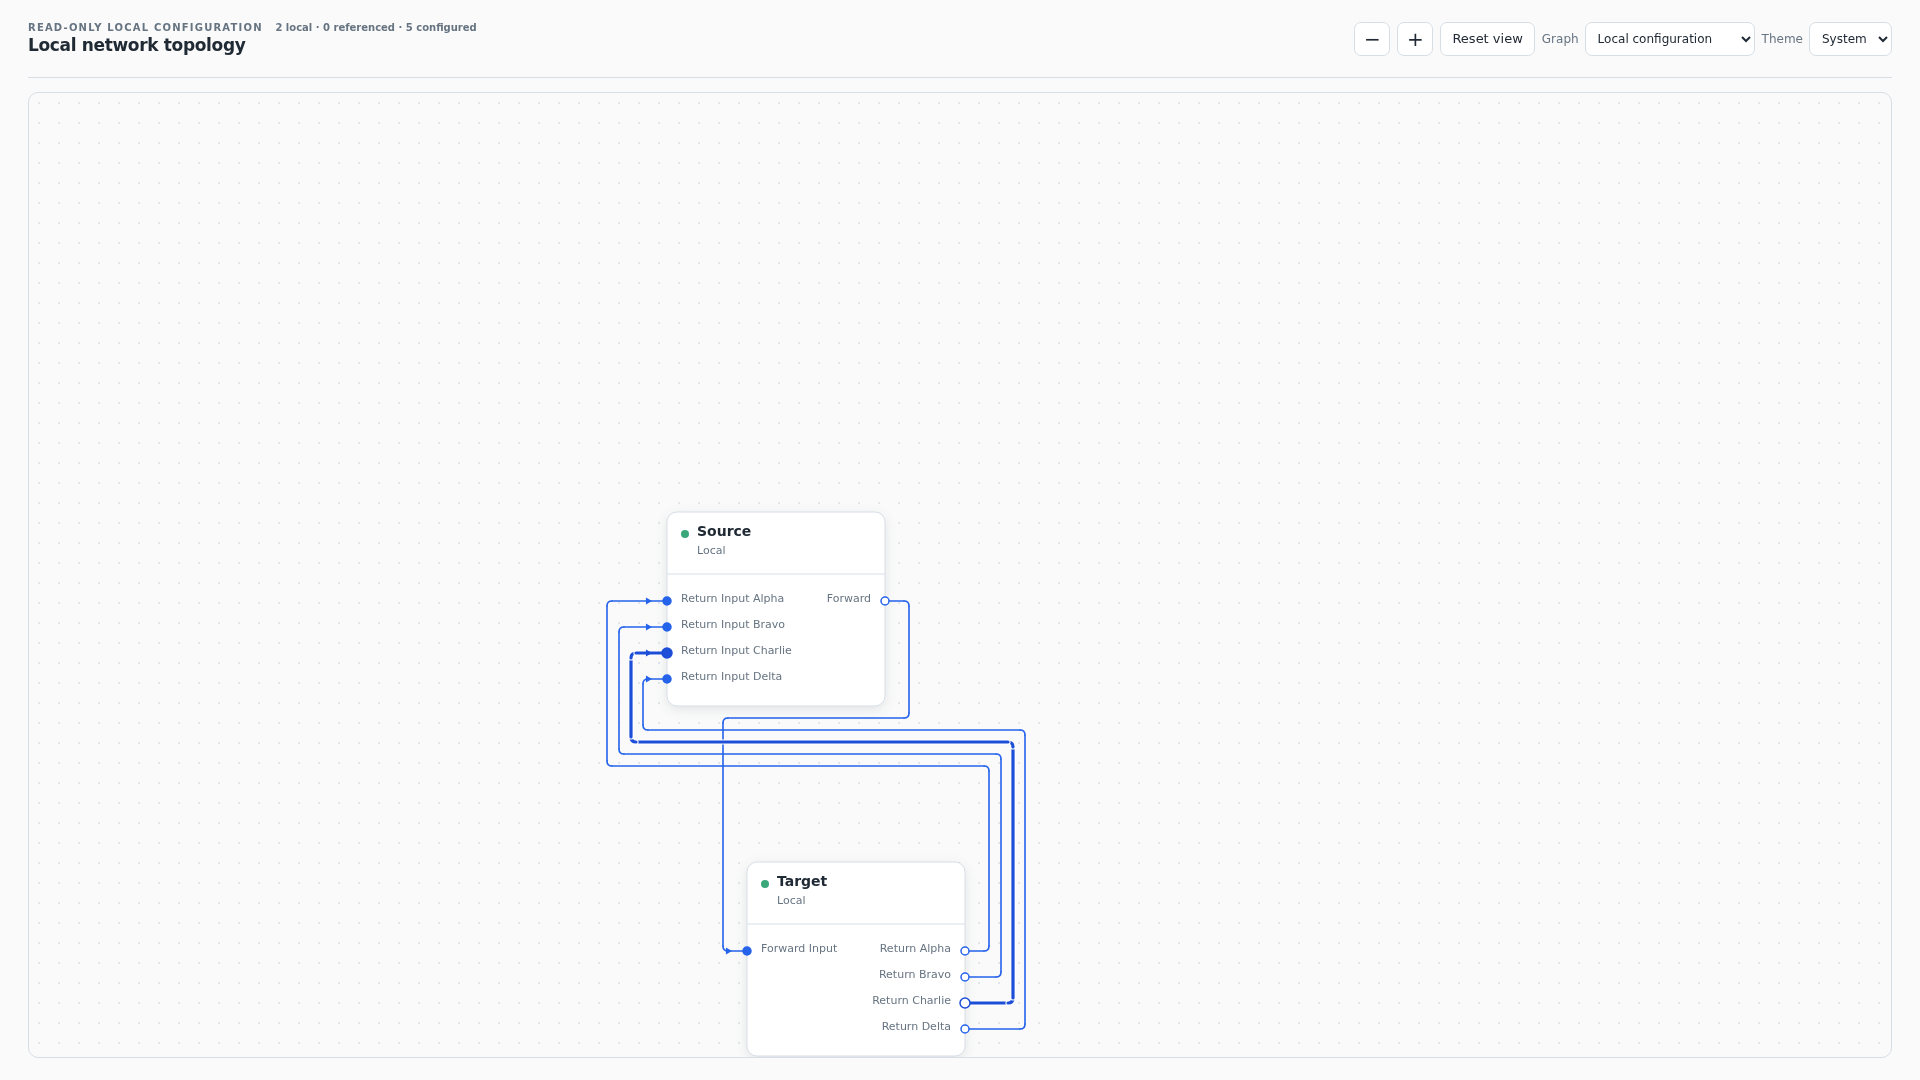 READ-ONLY LOCAL CONFIGURATION 2 local · 0 referenced · 5 configured
Local network topology
− + Reset view Graph Local configuration Theme System
Source
Local
Return Input Alpha Forward
Return Input Bravo
Return Input Charlie
Return Input Delta
Target
Local
Forward Input Return Alpha
Return Bravo
Return Charlie
Return Delta